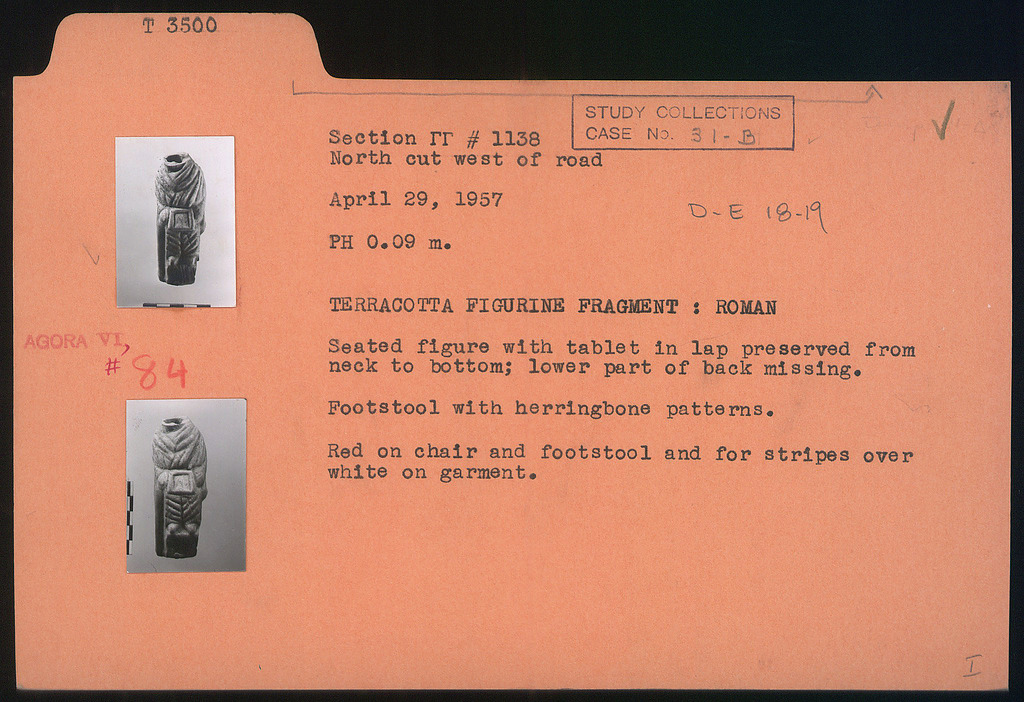 T 3500
STUDY COLLECTIONS
CASE No. 31-B
Section ΓΓ # 1138
North cut west of road
April 29, 1957
D-E 18-19
PH 0.09 m.
TERRACOTTA FIGURINE FRAGMENT : ROMAN
AGORA VI,
# 84
Seated figure with tablet in lap preserved from
neck to bottom; lower part of back missing.
Footstool with herringbone patterns.
Red on chair and footstool and for stripes over
white on garment.
I